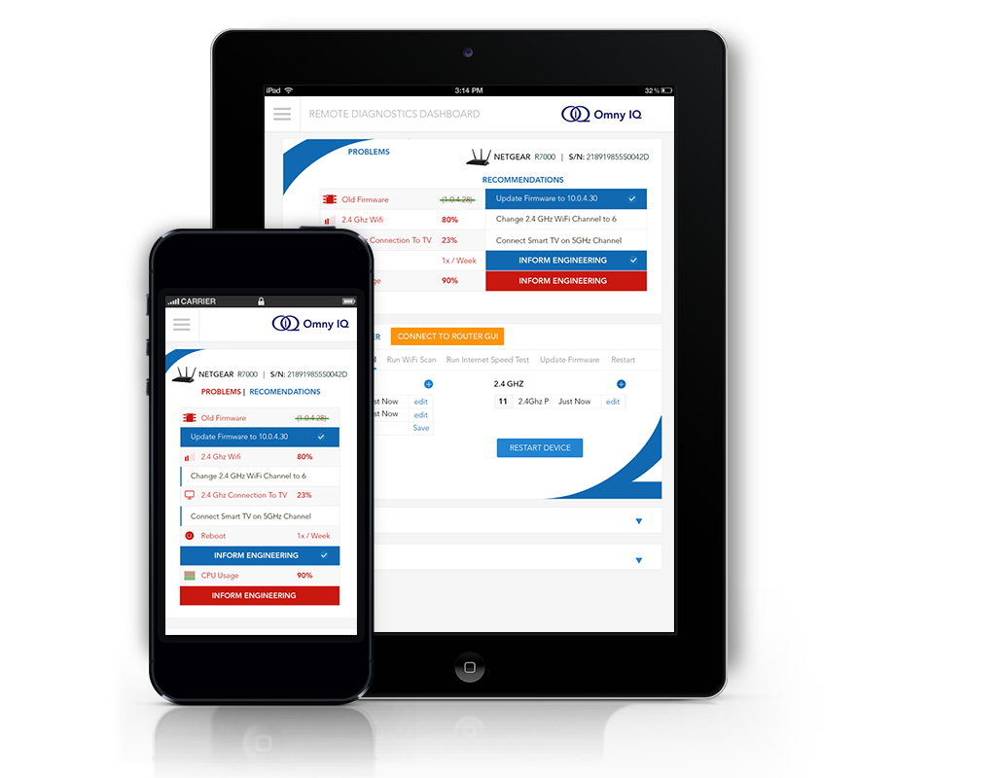 iPad 3:14 PM 32 %
REMOTE DIAGNOSTICS DASHBOARD Omny IQ
PROBLEMS
NETGEAR R7000 | S/N: 218919855S0042D
RECOMMENDATIONS
Old Firmware (1.0.4.28) Update Firmware to 10.0.4.30
2.4 Ghz Wifi 80% Change 2.4 GHz WiFi Channel to 6
Connection To TV 23% Connect Smart TV on 5GHz Channel
1x / Week INFORM ENGINEERING
ge 90% INFORM ENGINEERING
ER CONNECT TO ROUTER GUI
Run WiFi Scan Run Internet Speed Test Update Firmware Restart
2.4 GHZ
st Now edit 11 2.4Ghz P Just Now edit
st Now edit
Save
RESTART DEVICE
CARRIER
Omny IQ
NETGEAR R7000 | S/N: 218919855S0042D
PROBLEMS | RECOMENDATIONS
Old Firmware (1.0.4.28)
Update Firmware to 10.0.4.30
2.4 Ghz Wifi 80%
Change 2.4 GHz WiFi Channel to 6
2.4 Ghz Connection To TV 23%
Connect Smart TV on 5GHz Channel
Reboot 1x / Week
INFORM ENGINEERING
CPU Usage 90%
INFORM ENGINEERING